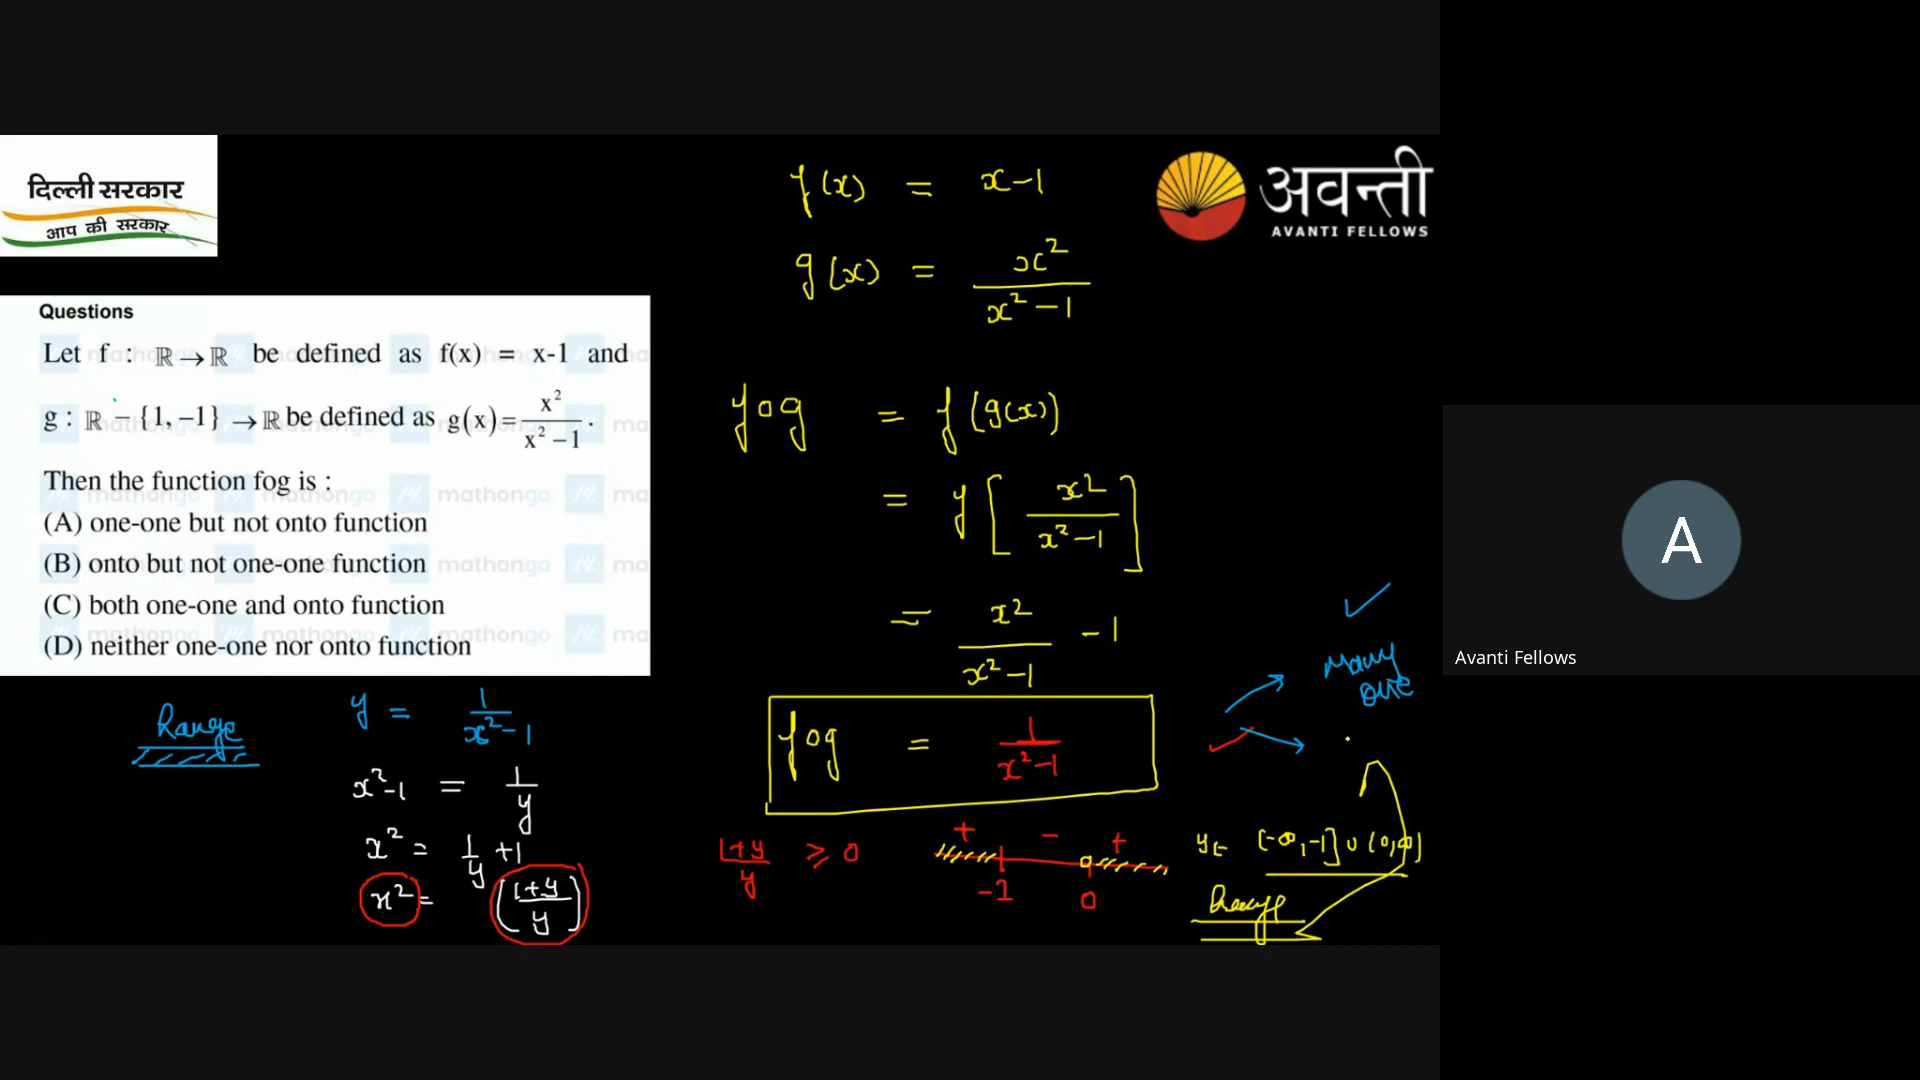 दिल्ली सरकार
आप की सरकार
अवन्ती
AVANTI FELLOWS
Questions
Let f : ℝ → ℝ be defined as f(x) = x-1 and
g : ℝ – {1, –1} → ℝ be defined as g(x) = x²/(x² –1) .
Then the function fog is :
(A) one-one but not onto function
(B) onto but not one-one function
(C) both one-one and onto function
(D) neither one-one nor onto function
mathongo
f(x) = x-1
g(x) = x²/(x²-1)
fog = f(g(x))
= f[x²/(x²-1)]
= x²/(x²-1) -1
fog = 1/(x²-1)
Many
one
Range
y = 1/(x²-1)
x²-1 = 1/y
x² = 1/y +1
x² = ((1+y)/y)
(1+y)/y ≥ 0
+ - +
-1 0
y∈ (-∞,-1] ∪ (0,∞)
Range
A
Avanti Fellows